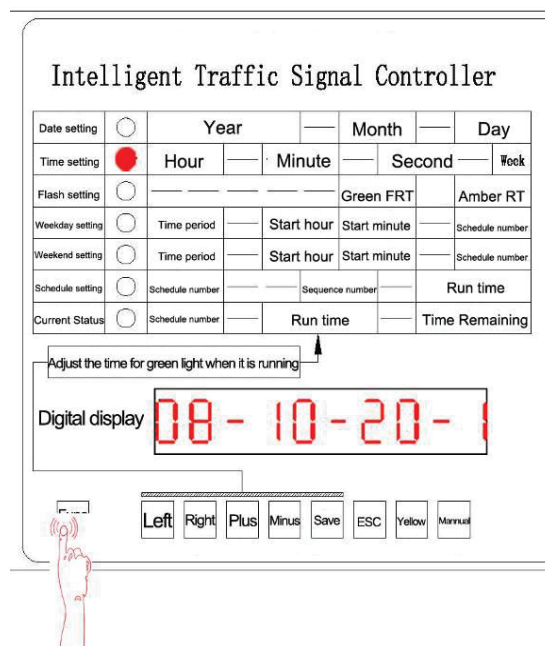 Intelligent Traffic Signal Controller
Date setting Year — Month — Day
Time setting Hour — Minute — Second — Week
Flash setting — — — — — Green FRT Amber RT
Weekday setting Time period — Start hour Start minute — Schedule number
Weekend setting Time period — Start hour Start minute — Schedule number
Schedule setting Schedule number — — Sequence number — Run time
Current Status Schedule number — Run time — Time Remaining
Adjust the time for green light when it is running
Digital display 08-10-20-1
Left Right Plus Minus Save ESC Yellow Mannual